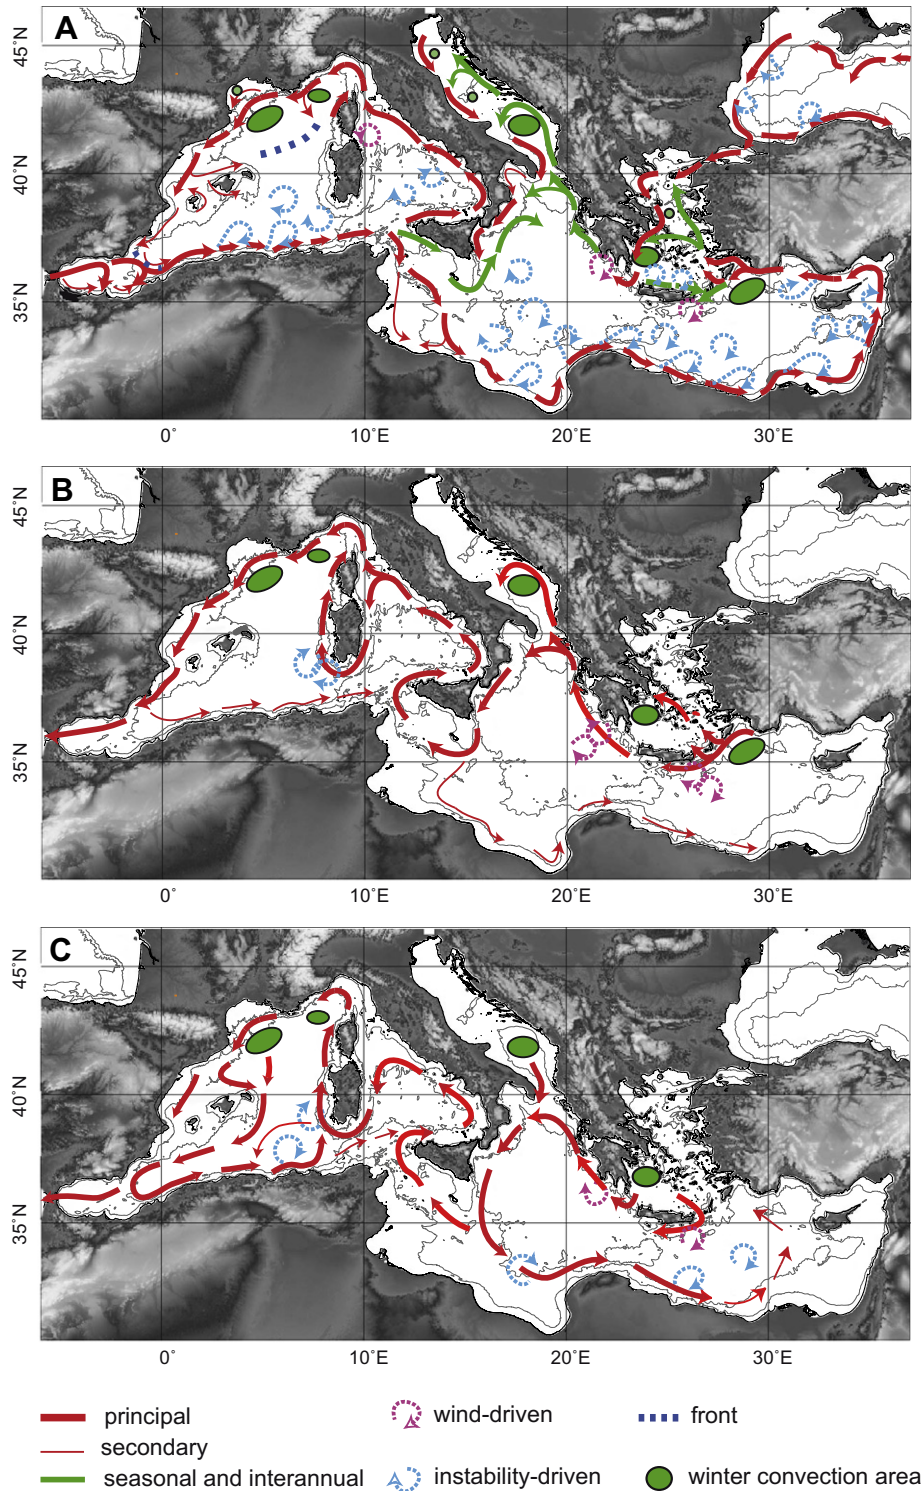 A
45°N
40°N
35°N
0°
10°E
20°E
30°E
B
45°N
40°N
35°N
0°
10°E
20°E
30°E
C
45°N
40°N
35°N
0°
10°E
20°E
30°E
principal
wind-driven
front
secondary
seasonal and interannual
instability-driven
winter convection area